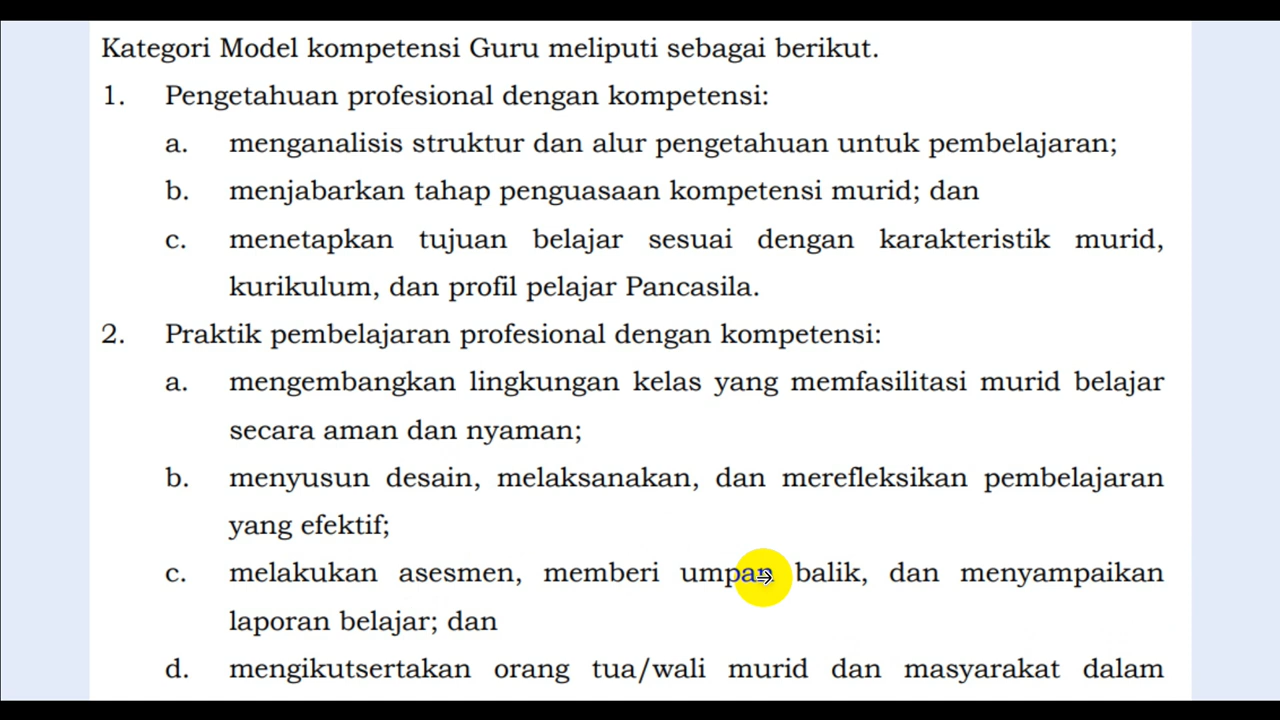 Kategori Model kompetensi Guru meliputi sebagai berikut.
1. Pengetahuan profesional dengan kompetensi:
a. menganalisis struktur dan alur pengetahuan untuk pembelajaran;
b. menjabarkan tahap penguasaan kompetensi murid; dan
c. menetapkan tujuan belajar sesuai dengan karakteristik murid,
kurikulum, dan profil pelajar Pancasila.
2. Praktik pembelajaran profesional dengan kompetensi:
a. mengembangkan lingkungan kelas yang memfasilitasi murid belajar
secara aman dan nyaman;
b. menyusun desain, melaksanakan, dan merefleksikan pembelajaran
yang efektif;
c. melakukan asesmen, memberi umpan balik, dan menyampaikan
laporan belajar; dan
d. mengikutsertakan orang tua/wali murid dan masyarakat dalam